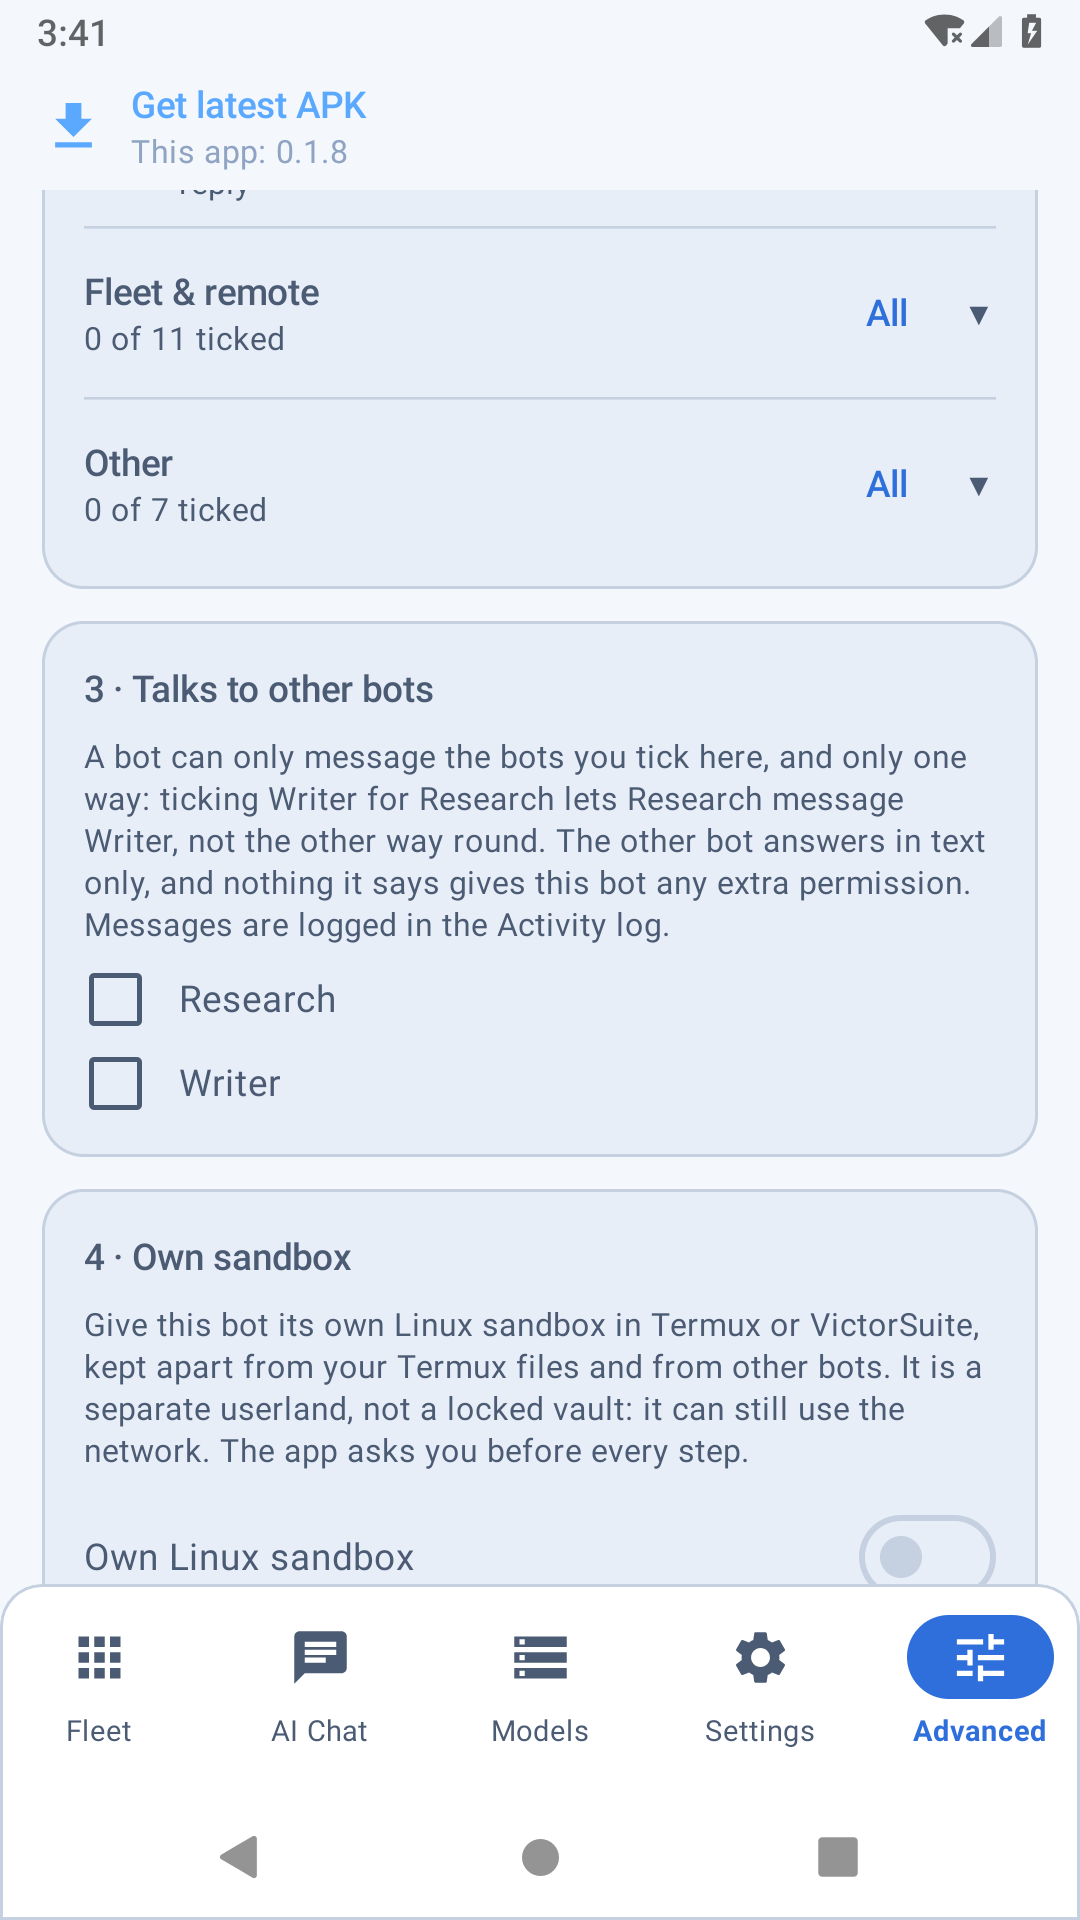 3:41
Get latest APK
This app: 0.1.8
reply
Fleet & remote
0 of 11 ticked
All
Other
0 of 7 ticked
All
3 · Talks to other bots
A bot can only message the bots you tick here, and only one
way: ticking Writer for Research lets Research message
Writer, not the other way round. The other bot answers in text
only, and nothing it says gives this bot any extra permission.
Messages are logged in the Activity log.
Research
Writer
4 · Own sandbox
Give this bot its own Linux sandbox in Termux or VictorSuite,
kept apart from your Termux files and from other bots. It is a
separate userland, not a locked vault: it can still use the
network. The app asks you before every step.
Own Linux sandbox
Fleet
AI Chat
Models
Settings
Advanced